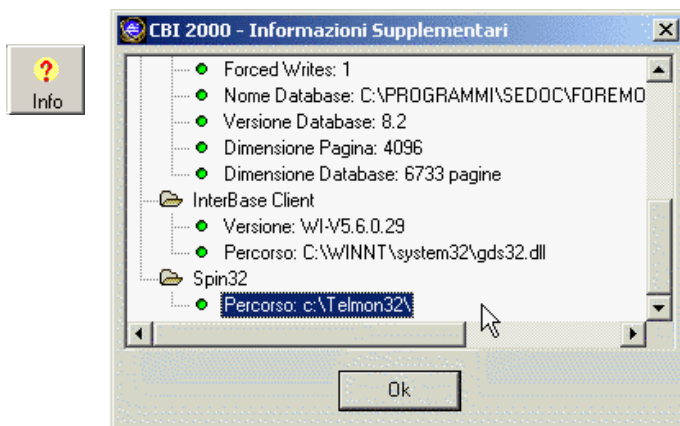 CBI 2000 - Informazioni Supplementari
Info
Forced Writes: 1
Nome Database: C:\PROGRAMMI\SEDOC\FOREMO
Versione Database: 8.2
Dimensione Pagina: 4096
Dimensione Database: 6733 pagine
InterBase Client
Versione: WI-V5.6.0.29
Percorso: C:\WINNT\system32\gds32.dll
Spin32
Percorso: c:\Telmon32\
Ok